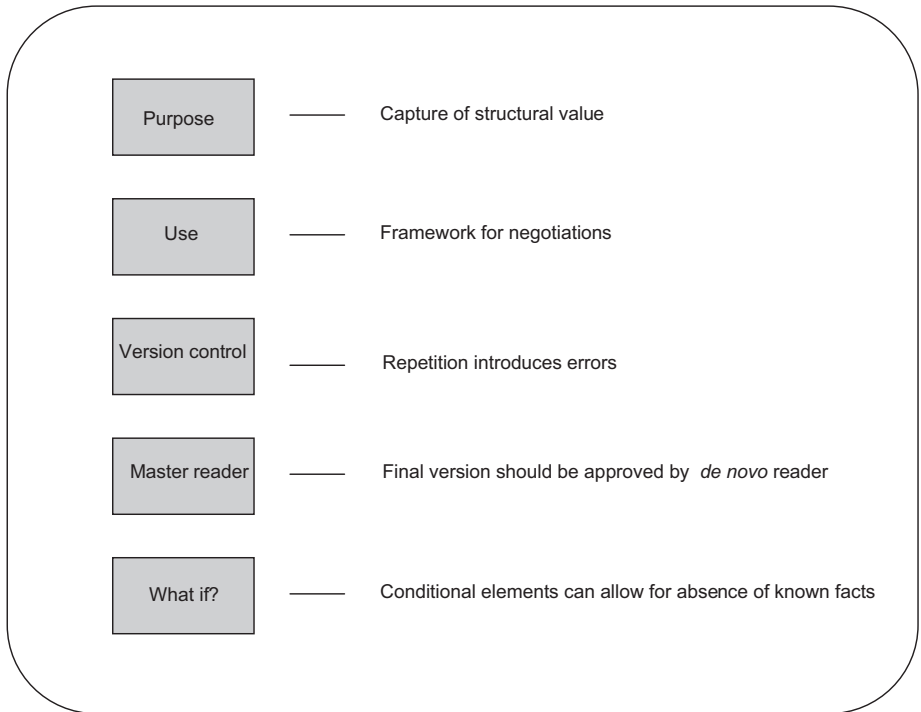 Purpose Capture of structural value
Use Framework for negotiations
Version control Repetition introduces errors
Master reader Final version should be approved by de novo reader
What if? Conditional elements can allow for absence of known facts